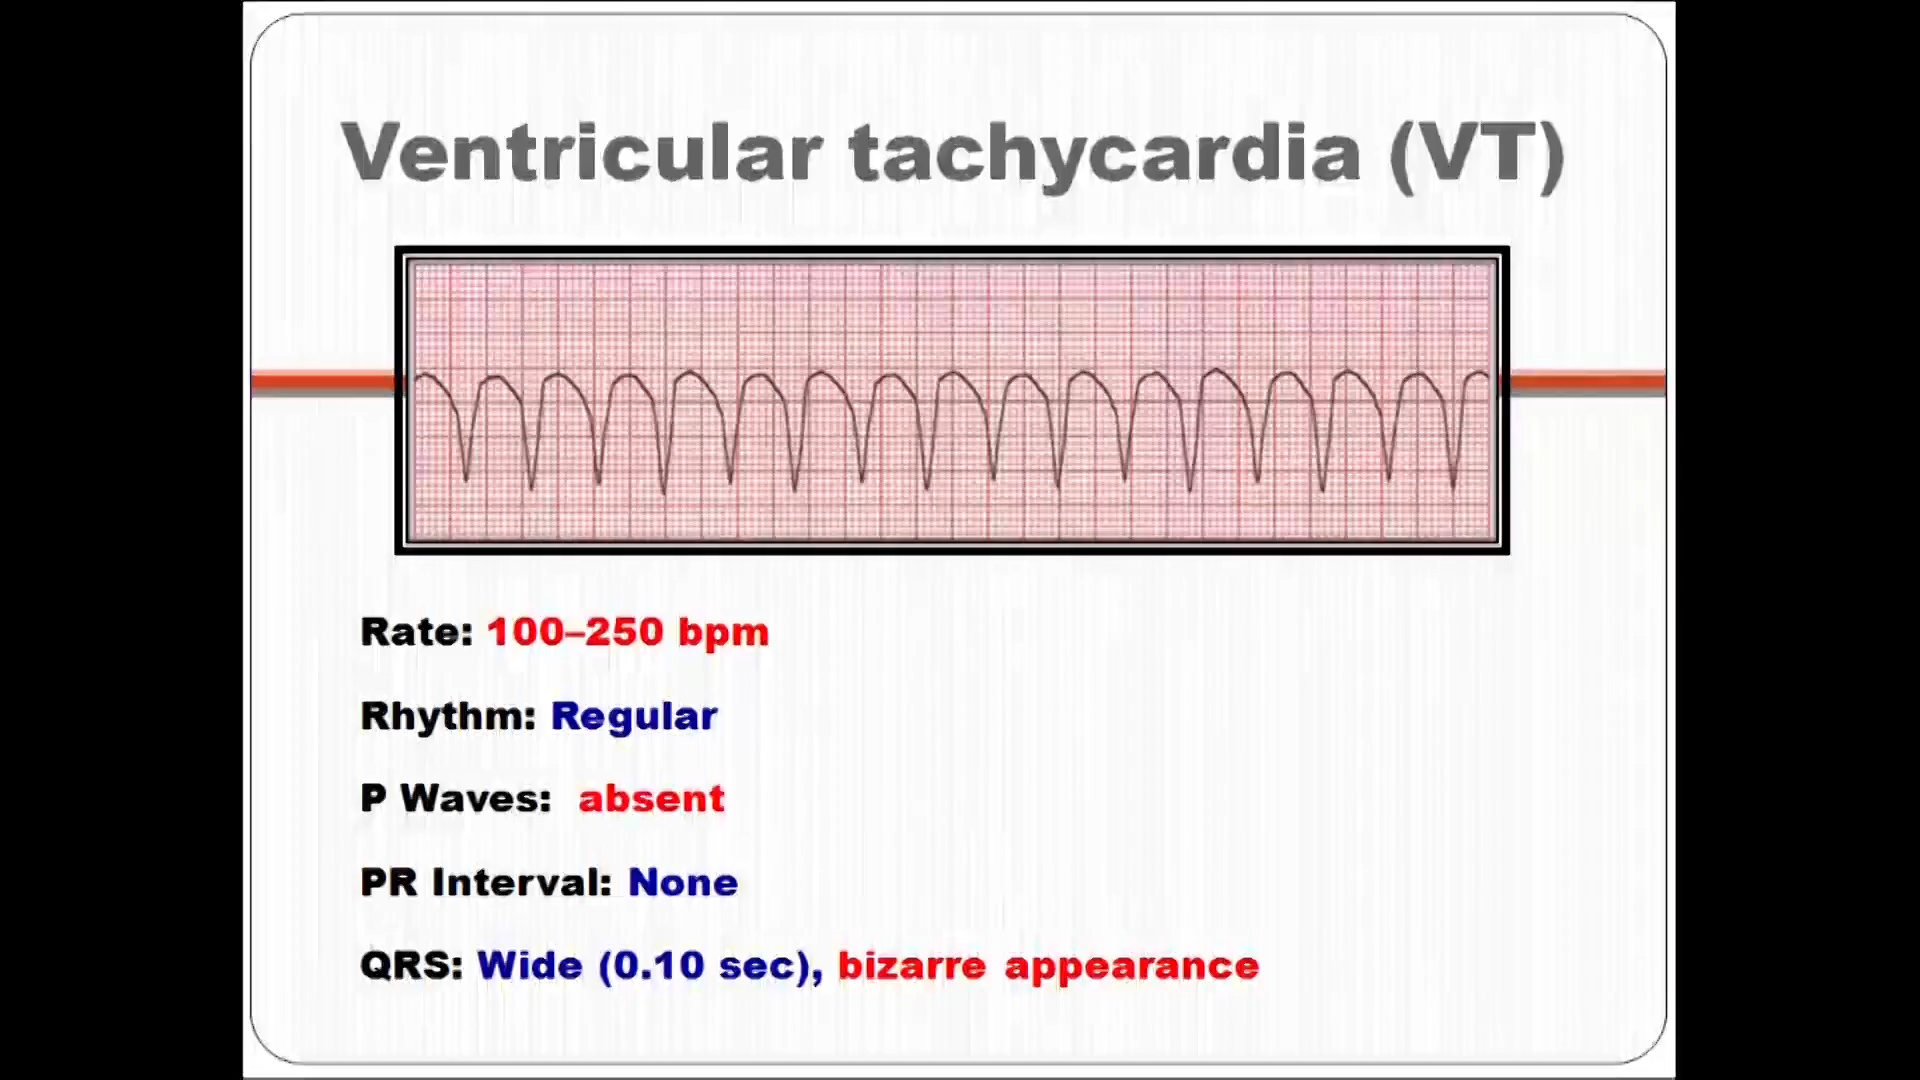 Ventricular tachycardia (VT)
Rate: 100–250 bpm
Rhythm: Regular
P Waves: absent
PR Interval: None
QRS: Wide (0.10 sec), bizarre appearance